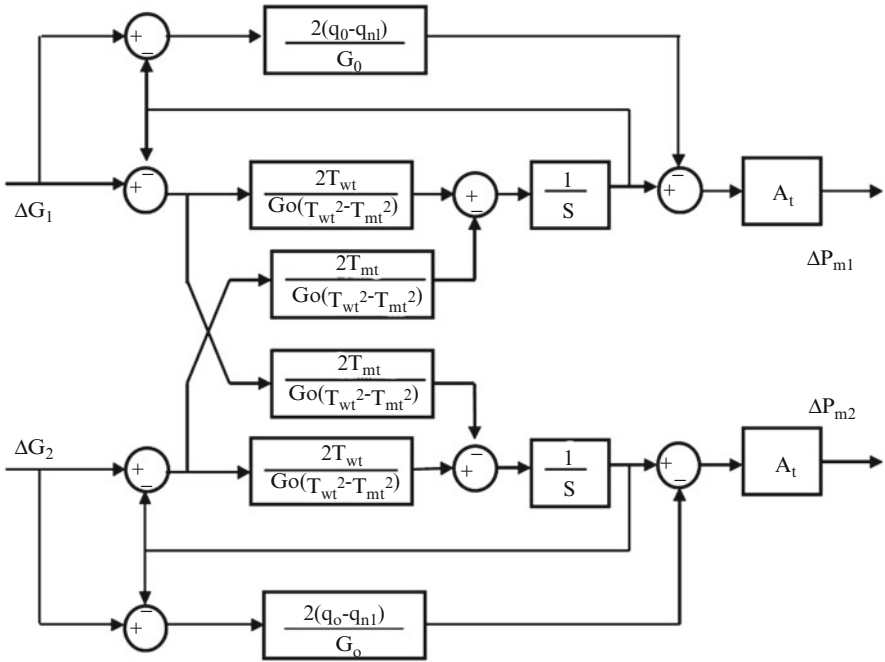 +
−
2(q₀-qₙₗ)
G₀
ΔG₁
+
−
2Twt
Go(Twt²-Tmt²)
+
−
1
S
+
−
Aₜ
ΔPm1
2Tmt
Go(Twt²-Tmt²)
2Tmt
Go(Twt²-Tmt²)
ΔG₂
+
−
2Twt
Go(Twt²-Tmt²)
−
+
1
S
+
−
Aₜ
ΔPm2
−
+
2(qₒ-qₙ₁)
Gₒ